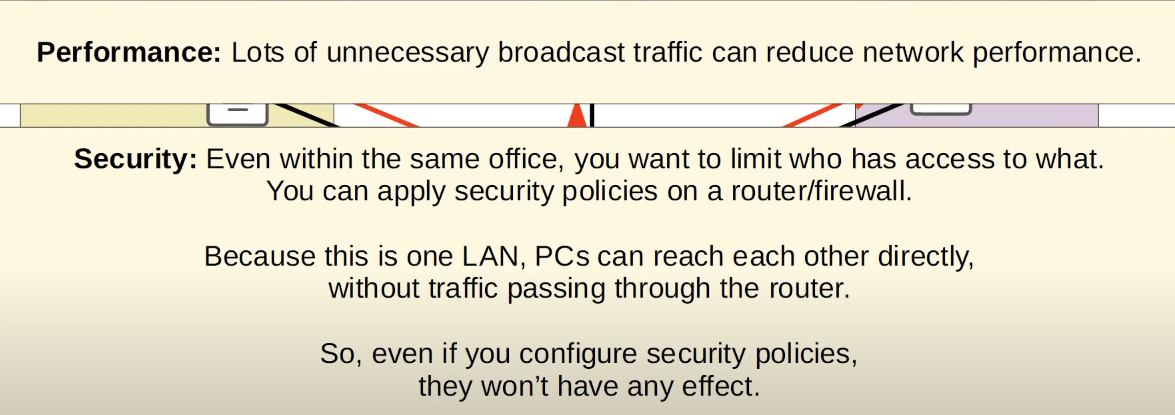 Performance: Lots of unnecessary broadcast traffic can reduce network performance.
Security: Even within the same office, you want to limit who has access to what.
You can apply security policies on a router/firewall.
Because this is one LAN, PCs can reach each other directly,
without traffic passing through the router.
So, even if you configure security policies,
they won’t have any effect.